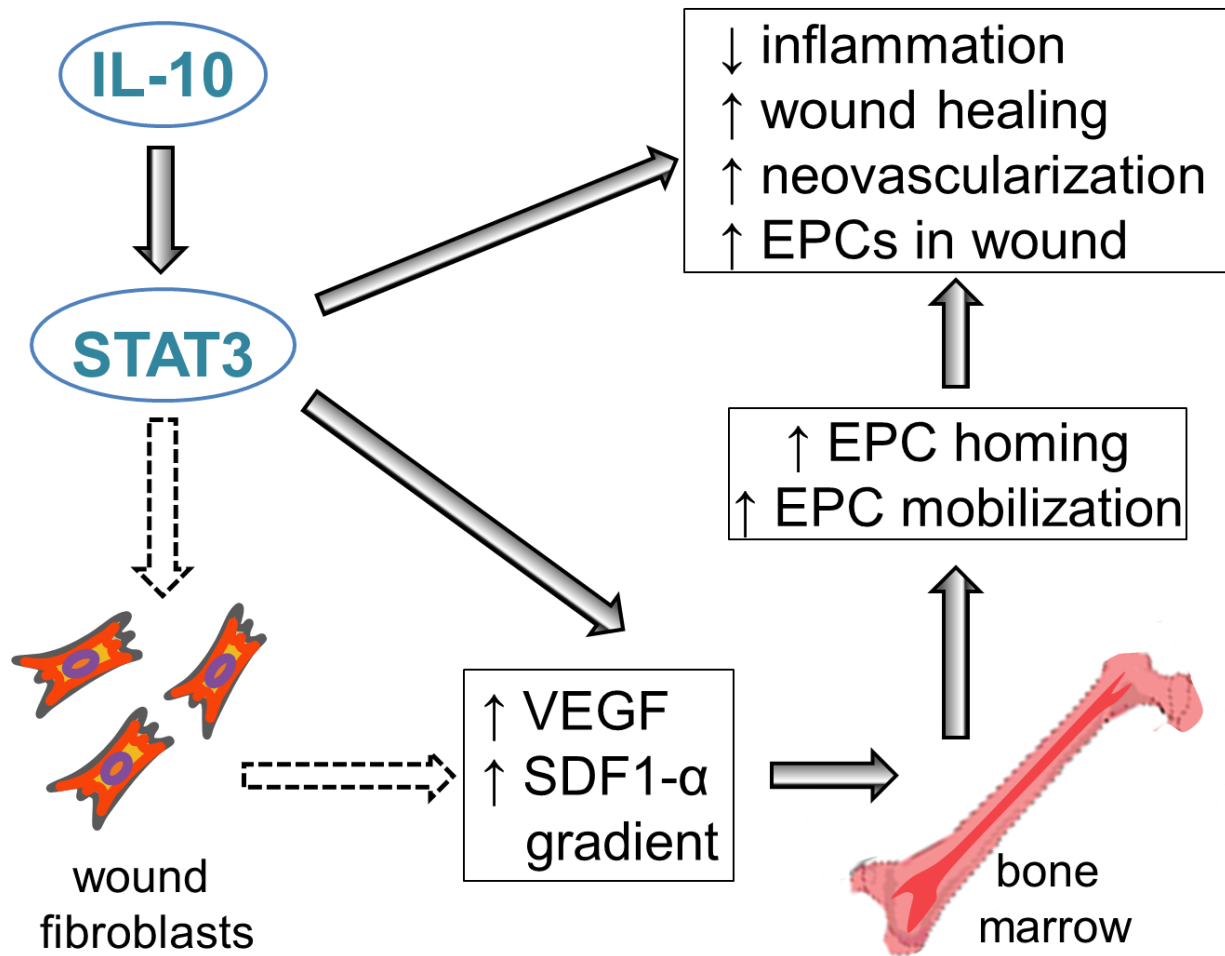 IL-10
STAT3
wound
fibroblasts
↑ VEGF
↑ SDF1-α
gradient
bone
marrow
↑ EPC homing
↑ EPC mobilization
↓ inflammation
↑ wound healing
↑ neovascularization
↑ EPCs in wound